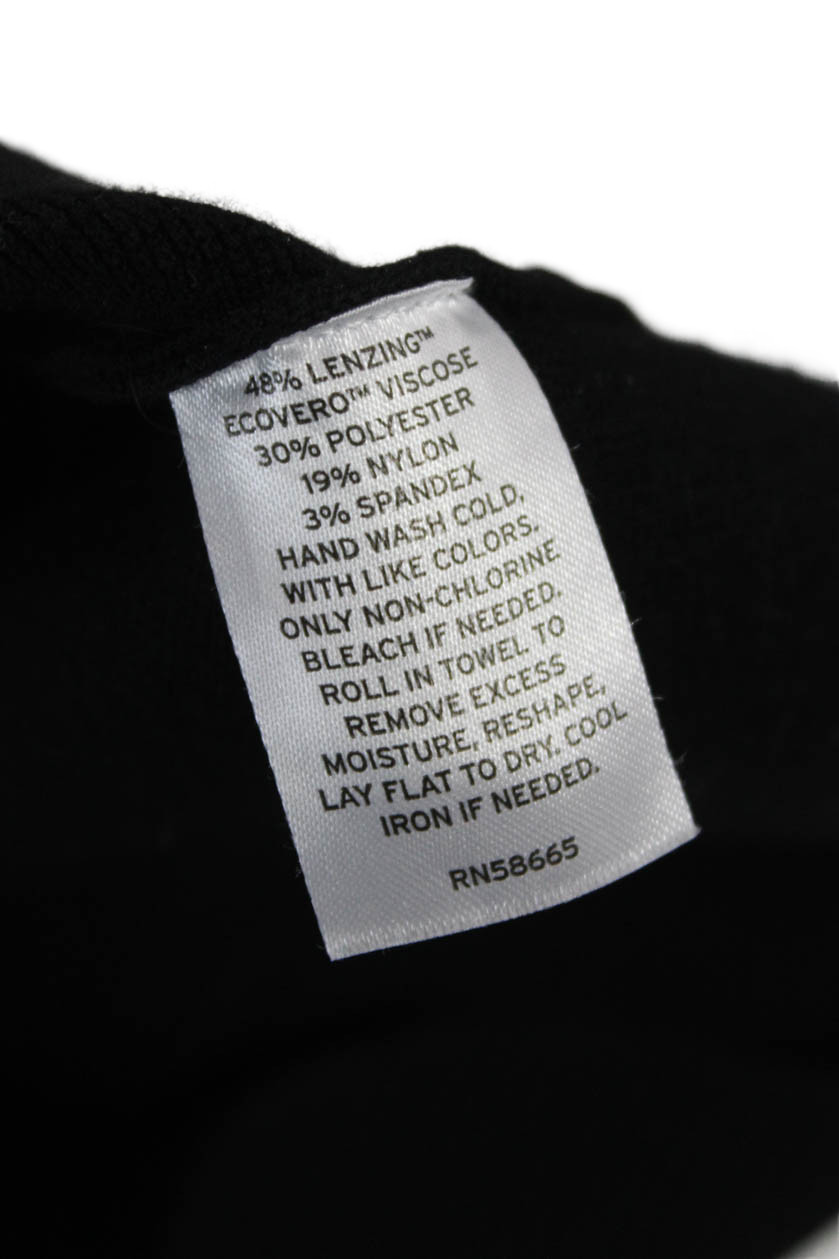 48% LENZING™
ECOVERO™ VISCOSE
30% POLYESTER
19% NYLON
3% SPANDEX
HAND WASH COLD,
WITH LIKE COLORS.
ONLY NON-CHLORINE
BLEACH IF NEEDED.
ROLL IN TOWEL TO
REMOVE EXCESS
MOISTURE, RESHAPE,
LAY FLAT TO DRY. COOL
IRON IF NEEDED.
RN58665